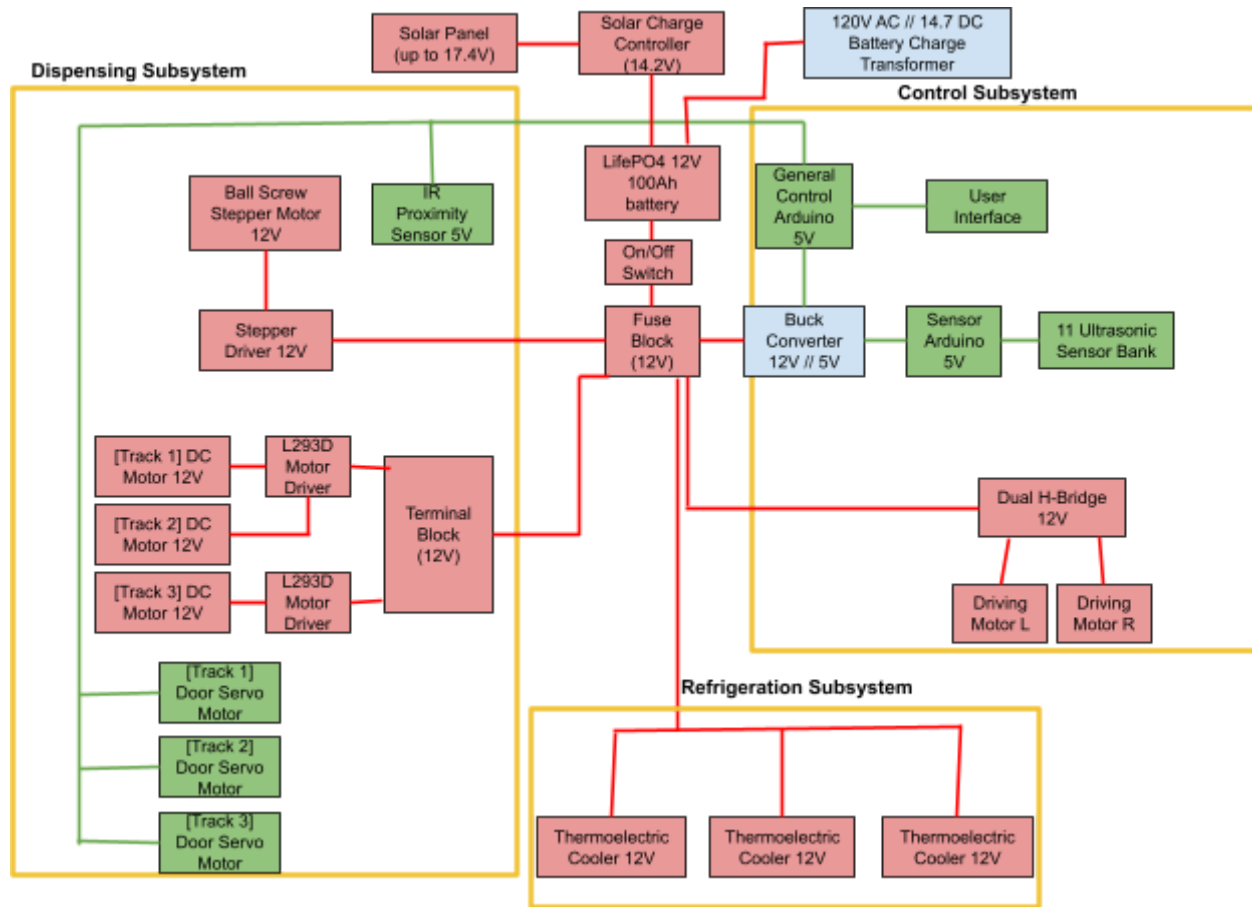 Solar Panel
(up to 17.4V)
Solar Charge
Controller
(14.2V)
120V AC // 14.7 DC
Battery Charge
Transformer
Dispensing Subsystem
Control Subsystem
Ball Screw
Stepper Motor
12V
IR
Proximity
Sensor 5V
LifePO4 12V
100Ah
battery
General
Control
Arduino
5V
User
Interface
On/Off
Switch
Stepper
Driver 12V
Fuse
Block
(12V)
Buck
Converter
12V // 5V
Sensor
Arduino
5V
11 Ultrasonic
Sensor Bank
[Track 1] DC
Motor 12V
L293D
Motor
Driver
[Track 2] DC
Motor 12V
Terminal
Block
(12V)
[Track 3] DC
Motor 12V
L293D
Motor
Driver
Dual H-Bridge
12V
Driving
Motor L
Driving
Motor R
[Track 1]
Door Servo
Motor
[Track 2]
Door Servo
Motor
[Track 3]
Door Servo
Motor
Refrigeration Subsystem
Thermoelectric
Cooler 12V
Thermoelectric
Cooler 12V
Thermoelectric
Cooler 12V